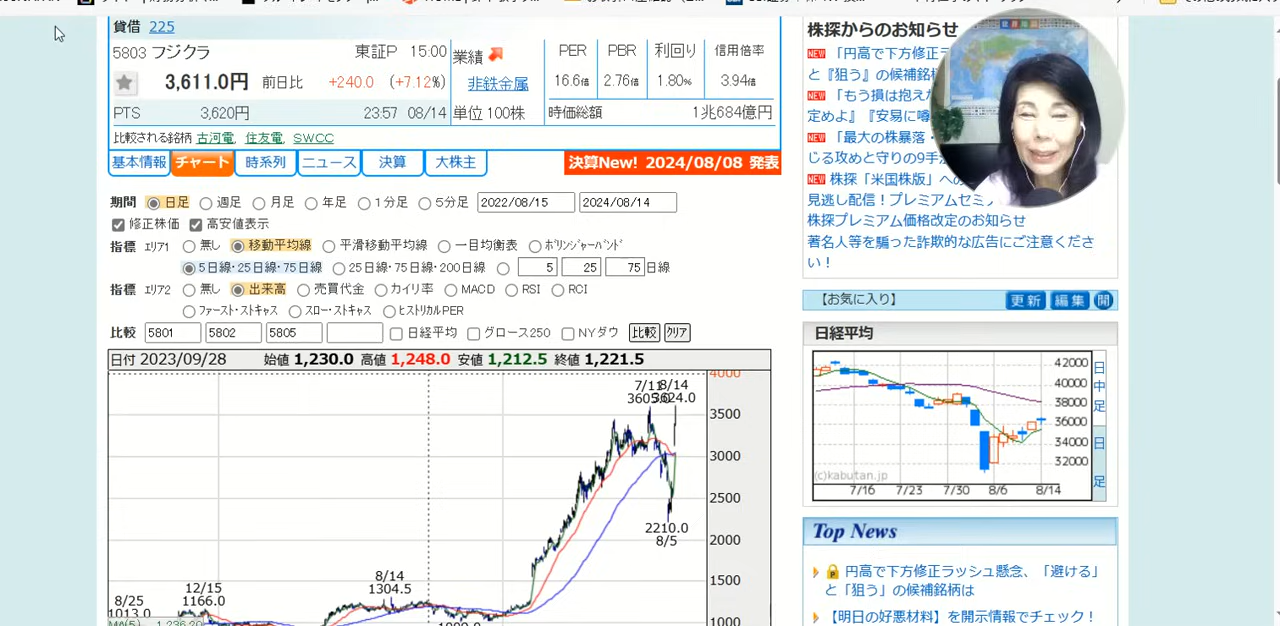 貸借 225
5803 フジクラ 東証P 15:00
3,611.0円 前日比 +240.0 (+7.12%)
PTS 3,620円 23:57 08/14
業績
非鉄金属
単位 100株
PER PBR 利回り 信用倍率
16.6倍 2.76倍 1.80% 3.94倍
時価総額 1兆684億円
比較される銘柄 古河電, 住友電, SWCC
基本情報 チャート 時系列 ニュース 決算 大株主
決算New! 2024/08/08 発表
期間 日足 週足 月足 年足 1分足 5分足 2022/08/15 2024/08/14
修正株価 高安値表示
指標 エリア1 無し 移動平均線 平滑移動平均線 一目均衡表 ボリンジャーバンド
5日線・25日線・75日線 25日線・75日線・200日線 5 25 75 日線
指標 エリア2 無し 出来高 売買代金 カイリ率 MACD RSI RCI
ファースト・ストキャス スロー・ストキャス ヒストリカルPER
比較 5801 5802 5805 日経平均 グロース250 NYダウ 比較 クリア
日付 2023/09/28 始値 1,230.0 高値 1,248.0 安値 1,212.5 終値 1,221.5
4000
7/11 8/14
3624.0
3500
3000
2500
2210.0
8/5
2000
1500
8/14
1304.5
12/15
1166.0
8/25
1013.0
1000
MA(5) 1,236.20
株探からのお知らせ
NEW 「円高で下方修正
と『狙う』の候補銘柄
NEW 「もう損は抱え
定めよ』『安易に
NEW 「最大の株暴落・
じる攻めと守りの9手
NEW 株探「米国株版」への
見逃し配信!プレミアムセミ
株探プレミアム価格改定のお知らせ
著名人等を騙った詐欺的な広告にご注意くださ
い!
【お気に入り】 更新 編集 開
日経平均
42000
40000
38000
36000
34000
32000
(c)kabutan.jp
7/16 7/23 7/30 8/6 8/14
日中足
日足
Top News
円高で下方修正ラッシュ懸念、「避ける」
と「狙う」の候補銘柄は
【明日の好悪材料】を開示情報でチェック!